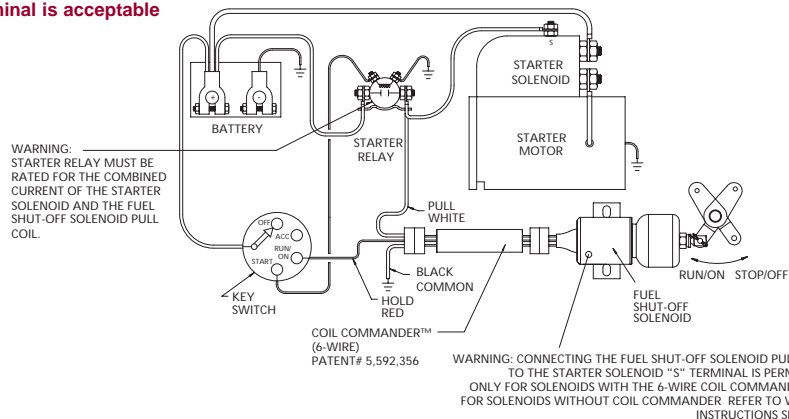 minal is acceptable
S
STARTER
SOLENOID
+
-
BATTERY
WARNING:
STARTER RELAY MUST BE
RATED FOR THE COMBINED
CURRENT OF THE STARTER
SOLENOID AND THE FUEL
SHUT-OFF SOLENOID PULL
COIL.
STARTER
RELAY
STARTER
MOTOR
PULL
WHITE
OFF
ACC
RUN/
ON
START
KEY
SWITCH
BLACK
COMMON
HOLD
RED
RUN/ON STOP/OFF
FUEL
SHUT-OFF
SOLENOID
COIL COMMANDER™
(6-WIRE)
PATENT# 5,592,356
WARNING: CONNECTING THE FUEL SHUT-OFF SOLENOID PUL
TO THE STARTER SOLENOID "S" TERMINAL IS PERM
ONLY FOR SOLENOIDS WITH THE 6-WIRE COIL COMMAN
FOR SOLENOIDS WITHOUT COIL COMMANDER REFER TO W
INSTRUCTIONS S